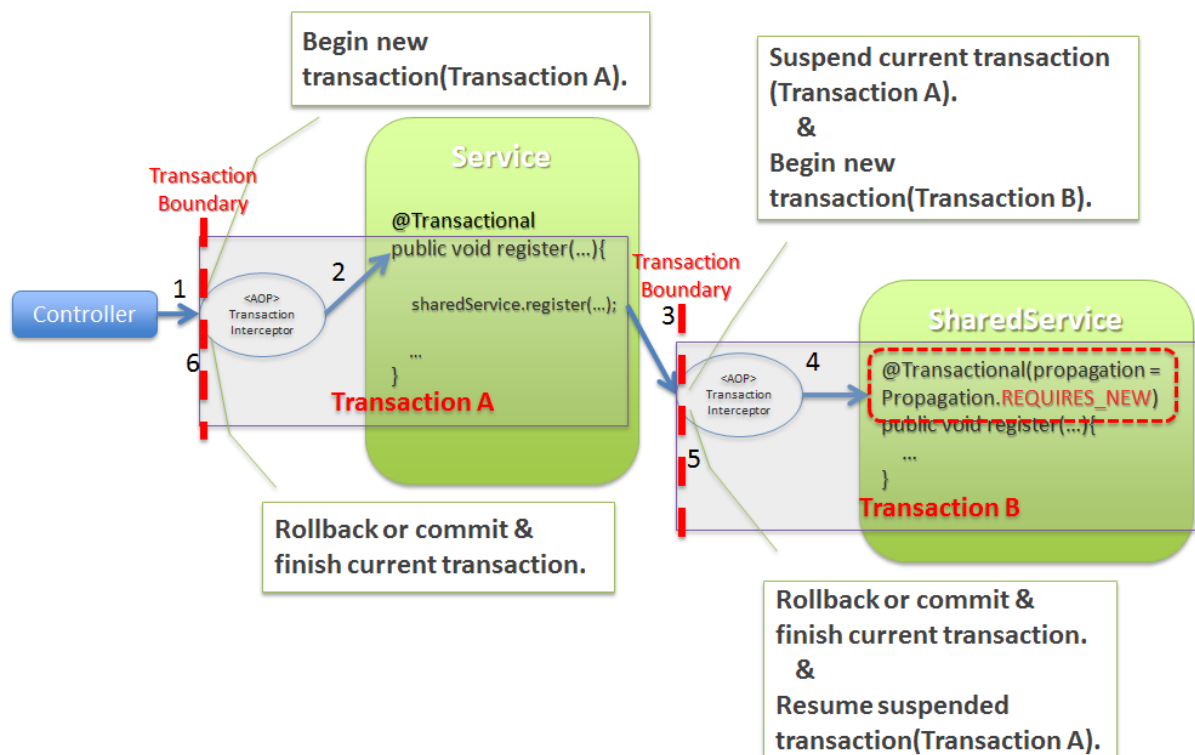 Begin new
transaction(Transaction A).
Suspend current transaction
(Transaction A).
&
Begin new
transaction(Transaction B).
Service
Transaction
Boundary
@Transactional
public void register(...){
sharedService.register(...);
...
}
Transaction A
Controller
1
<AOP>
Transaction
Interceptor
2
6
Transaction
Boundary
3
SharedService
<AOP>
Transaction
Interceptor
4
@Transactional(propagation =
Propagation.REQUIRES_NEW)
public void register(...){
...
}
Transaction B
5
Rollback or commit &
finish current transaction.
Rollback or commit &
finish current transaction.
&
Resume suspended
transaction(Transaction A).